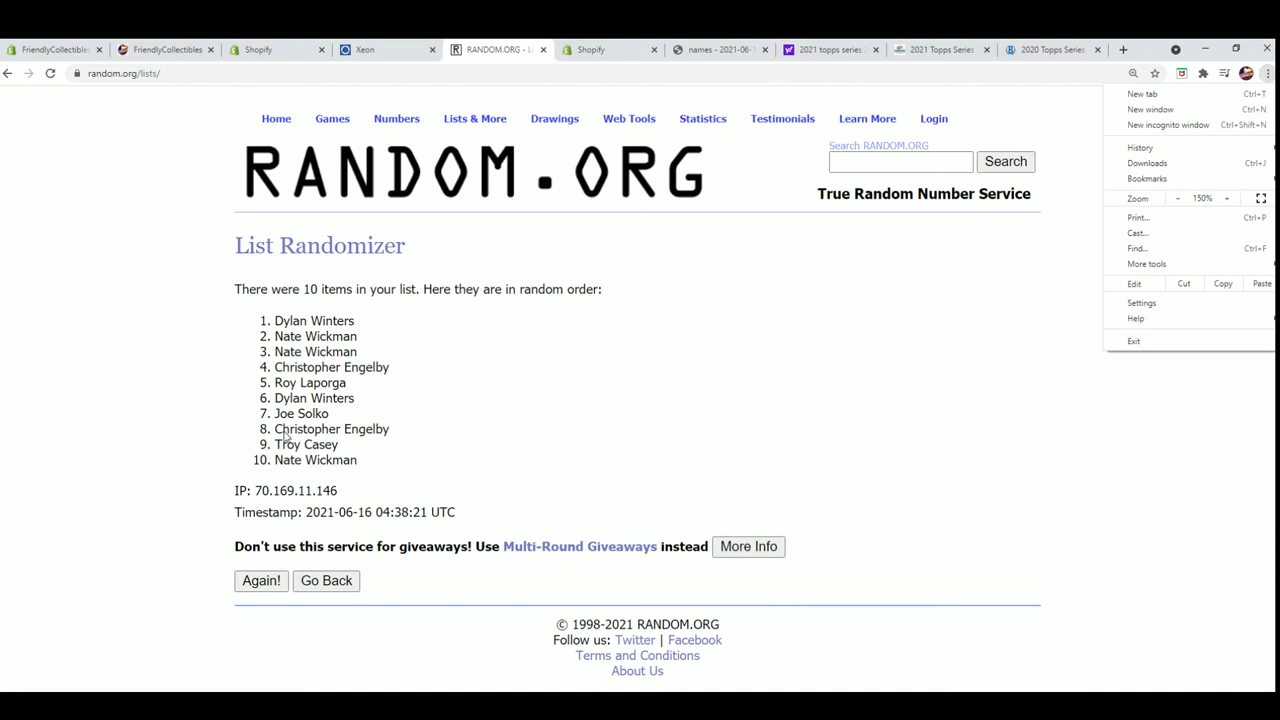 FriendlyCollectible
FriendlyCollectibles
Shopify
Xeon
RANDOM.ORG - L
Shopify
names - 2021-06-
2021 topps series
2021 Topps Series
2020 Topps Series
random.org/lists/
New tab Ctrl+T
New window Ctrl+N
New incognito window Ctrl+Shift+N
History
Downloads Ctrl+J
Bookmarks
Zoom - 150% +
Print... Ctrl+P
Cast...
Find... Ctrl+F
More tools
Edit Cut Copy Paste
Settings
Help
Exit
Home Games Numbers Lists & More Drawings Web Tools Statistics Testimonials Learn More Login
RANDOM.ORG
Search RANDOM.ORG
Search
True Random Number Service
List Randomizer
There were 10 items in your list. Here they are in random order:
1. Dylan Winters
2. Nate Wickman
3. Nate Wickman
4. Christopher Engelby
5. Roy Laporga
6. Dylan Winters
7. Joe Solko
8. Christopher Engelby
9. Troy Casey
10. Nate Wickman
IP: 70.169.11.146
Timestamp: 2021-06-16 04:38:21 UTC
Don't use this service for giveaways! Use Multi-Round Giveaways instead More Info
Again! Go Back
© 1998-2021 RANDOM.ORG
Follow us: Twitter | Facebook
Terms and Conditions
About Us